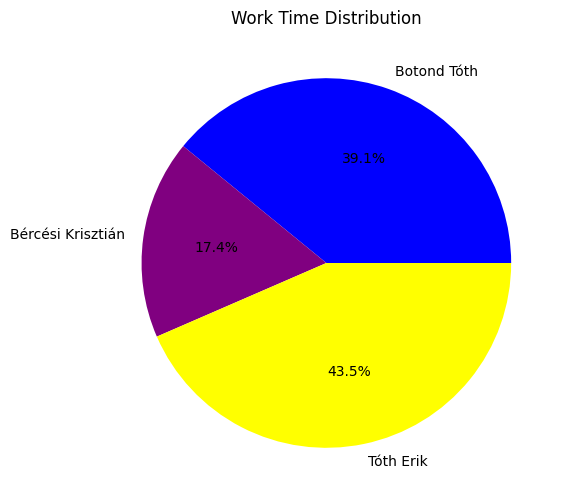 Work Time Distribution
Botond Tóth
39.1%
Bércési Krisztián
17.4%
43.5%
Tóth Erik